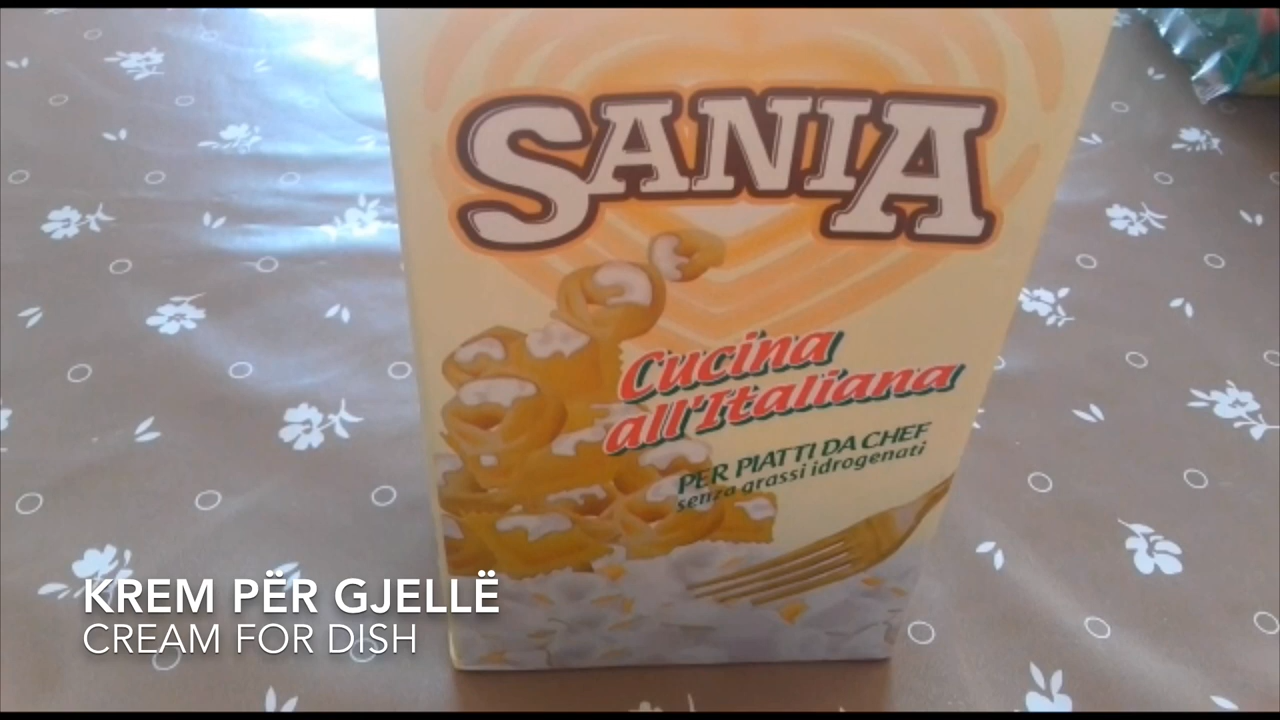 SANIA
Cucina
all'Italiana
PER PIATTI DA CHEF
senza grassi idrogenati
KREM PËR GJELLË
CREAM FOR DISH